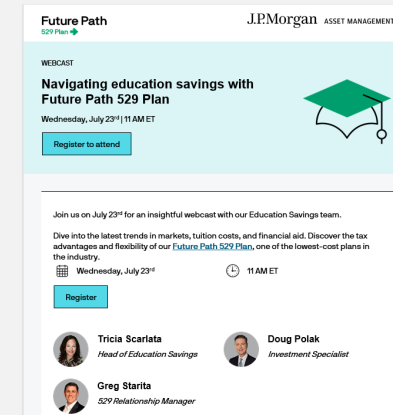 Future Path
529 Plan
J.P.Morgan ASSET MANAGEMENT
WEBCAST
Navigating education savings with
Future Path 529 Plan
Wednesday, July 23rd | 11 AM ET
Register to attend
Join us on July 23rd for an insightful webcast with our Education Savings team.
Dive into the latest trends in markets, tuition costs, and financial aid. Discover the tax
advantages and flexibility of our Future Path 529 Plan, one of the lowest-cost plans in
the industry.
Wednesday, July 23rd
11 AM ET
Register
Tricia Scarlata
Head of Education Savings
Doug Polak
Investment Specialist
Greg Starita
529 Relationship Manager